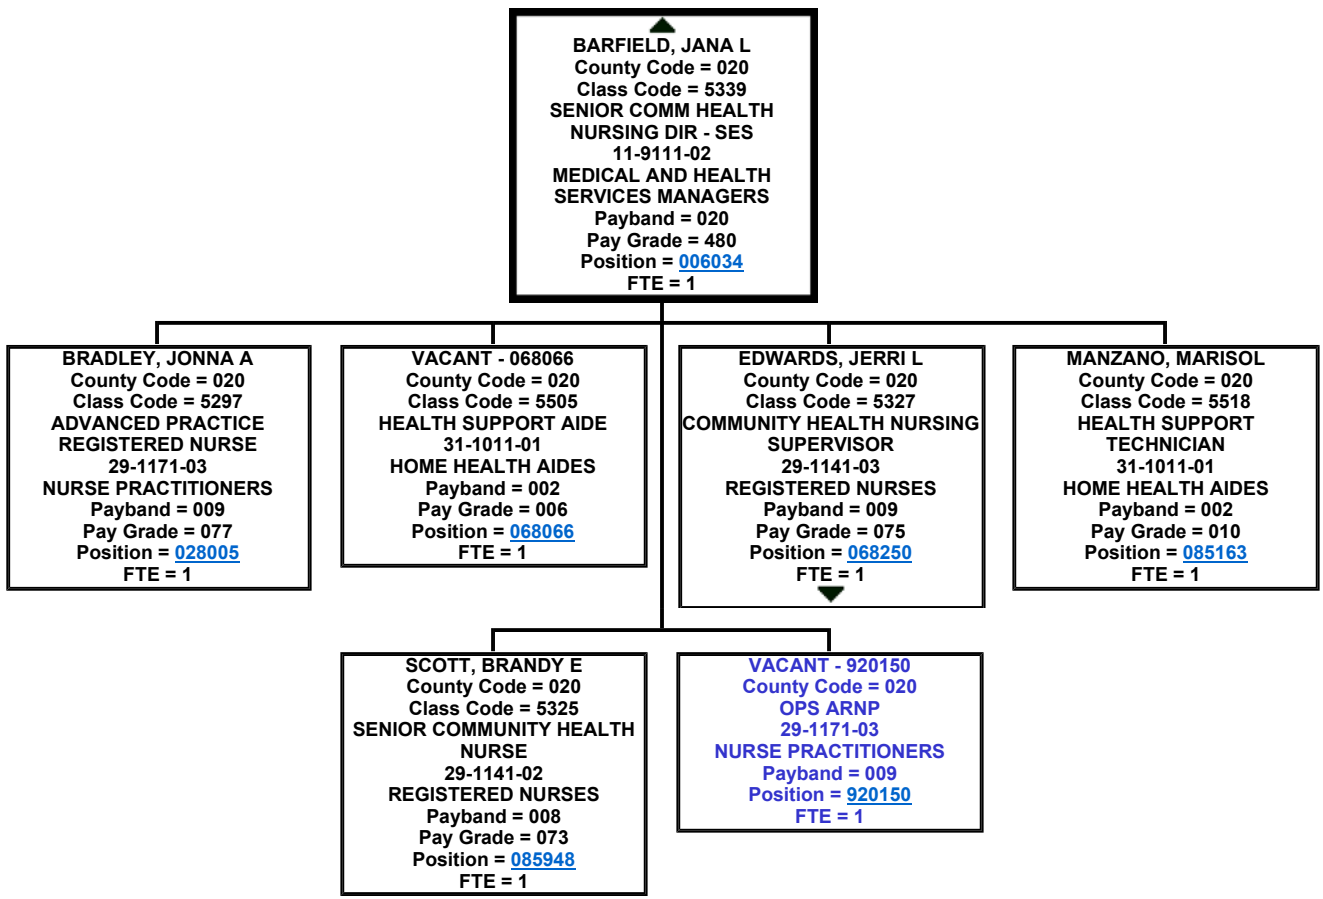 BARFIELD, JANA L
County Code = 020
Class Code = 5339
SENIOR COMM HEALTH
NURSING DIR - SES
11-9111-02
MEDICAL AND HEALTH
SERVICES MANAGERS
Payband = 020
Pay Grade = 480
Position = 006034
FTE = 1
BRADLEY, JONNA A
County Code = 020
Class Code = 5297
ADVANCED PRACTICE
REGISTERED NURSE
29-1171-03
NURSE PRACTITIONERS
Payband = 009
Pay Grade = 077
Position = 028005
FTE = 1
VACANT - 068066
County Code = 020
Class Code = 5505
HEALTH SUPPORT AIDE
31-1011-01
HOME HEALTH AIDES
Payband = 002
Pay Grade = 006
Position = 068066
FTE = 1
EDWARDS, JERRI L
County Code = 020
Class Code = 5327
COMMUNITY HEALTH NURSING
SUPERVISOR
29-1141-03
REGISTERED NURSES
Payband = 009
Pay Grade = 075
Position = 068250
FTE = 1
MANZANO, MARISOL
County Code = 020
Class Code = 5518
HEALTH SUPPORT
TECHNICIAN
31-1011-01
HOME HEALTH AIDES
Payband = 002
Pay Grade = 010
Position = 085163
FTE = 1
SCOTT, BRANDY E
County Code = 020
Class Code = 5325
SENIOR COMMUNITY HEALTH
NURSE
29-1141-02
REGISTERED NURSES
Payband = 008
Pay Grade = 073
Position = 085948
FTE = 1
VACANT - 920150
County Code = 020
OPS ARNP
29-1171-03
NURSE PRACTITIONERS
Payband = 009
Position = 920150
FTE = 1